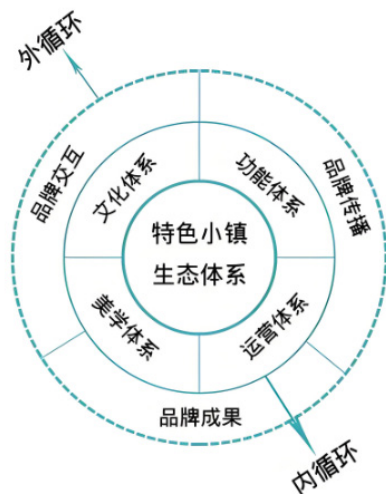 外循环
品牌交互
文化体系
功能体系
品牌传播
特色小镇
生态体系
美学体系
运营体系
品牌成果
内循环